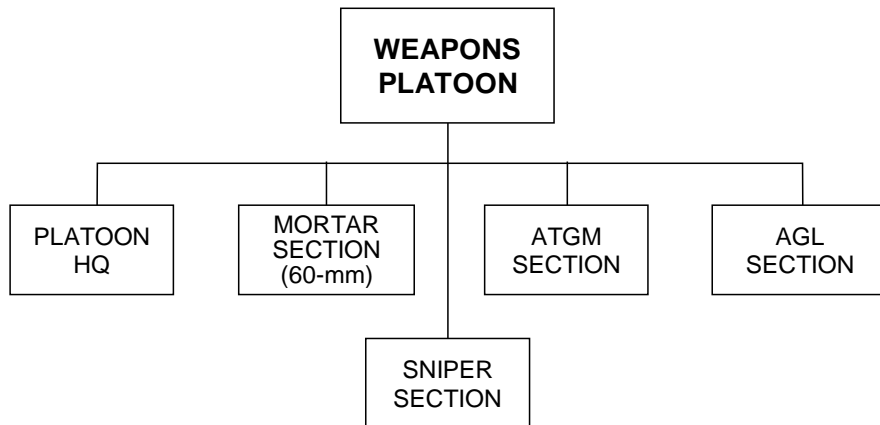 WEAPONS
PLATOON
PLATOON
HQ
MORTAR
SECTION
(60-mm)
ATGM
SECTION
AGL
SECTION
SNIPER
SECTION